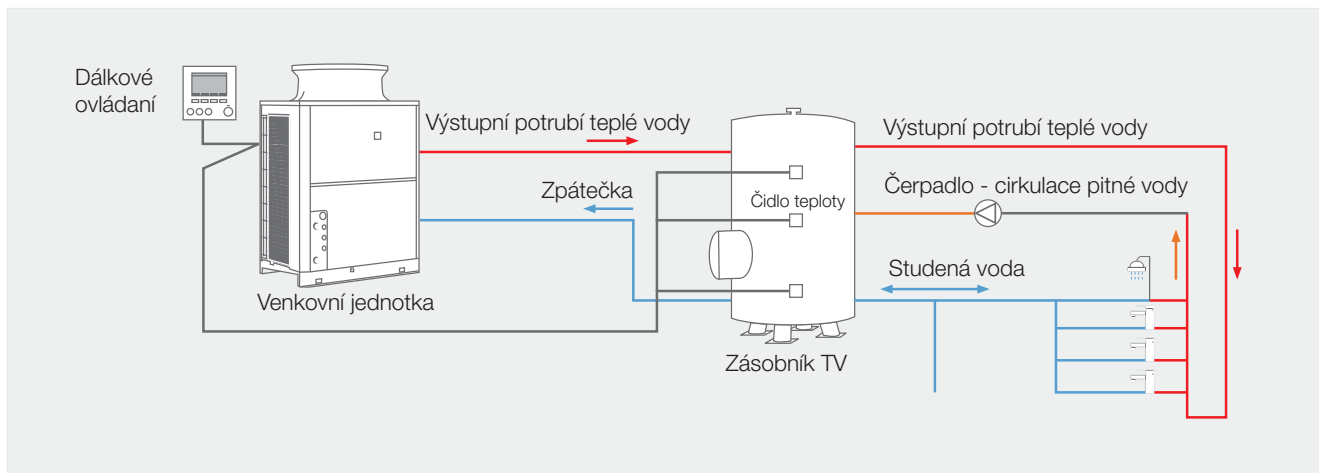 Dálkové
ovládaní
Výstupní potrubí teplé vody
Výstupní potrubí teplé vody
Zpátečka
Čidlo teploty
Čerpadlo - cirkulace pitné vody
Studená voda
Venkovní jednotka
Zásobník TV